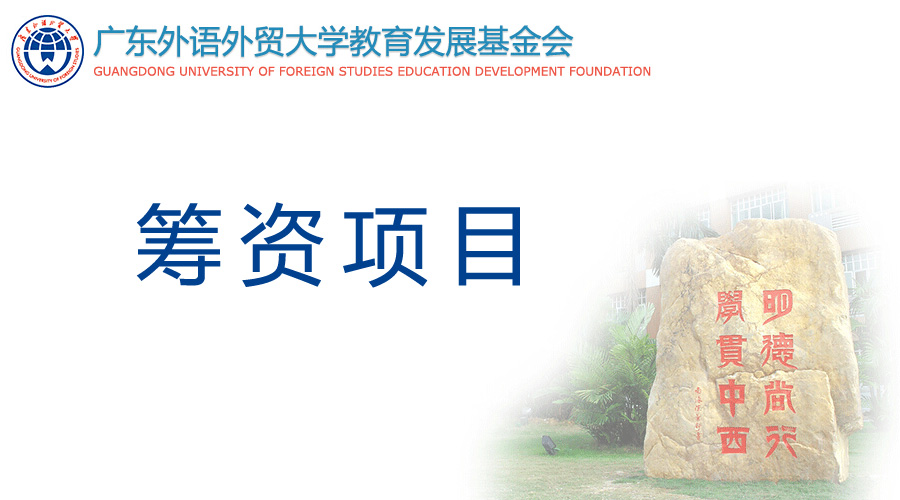 广东外语外贸大学教育发展基金会
GUANGDONG UNIVERSITY OF FOREIGN STUDIES EDUCATION DEVELOPMENT FOUNDATION
筹资项目
明德尚行
學貫中西